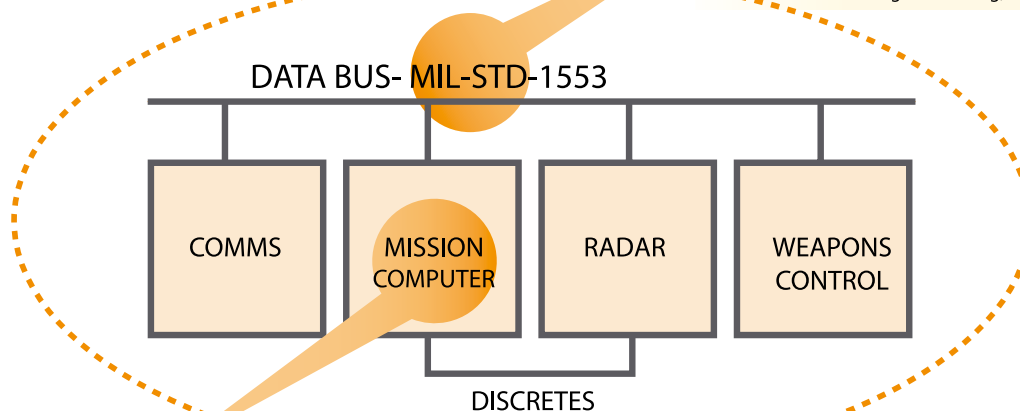 DATA BUS- MIL-STD-1553
COMMS
MISSION
COMPUTER
RADAR
WEAPONS
CONTROL
DISCRETES